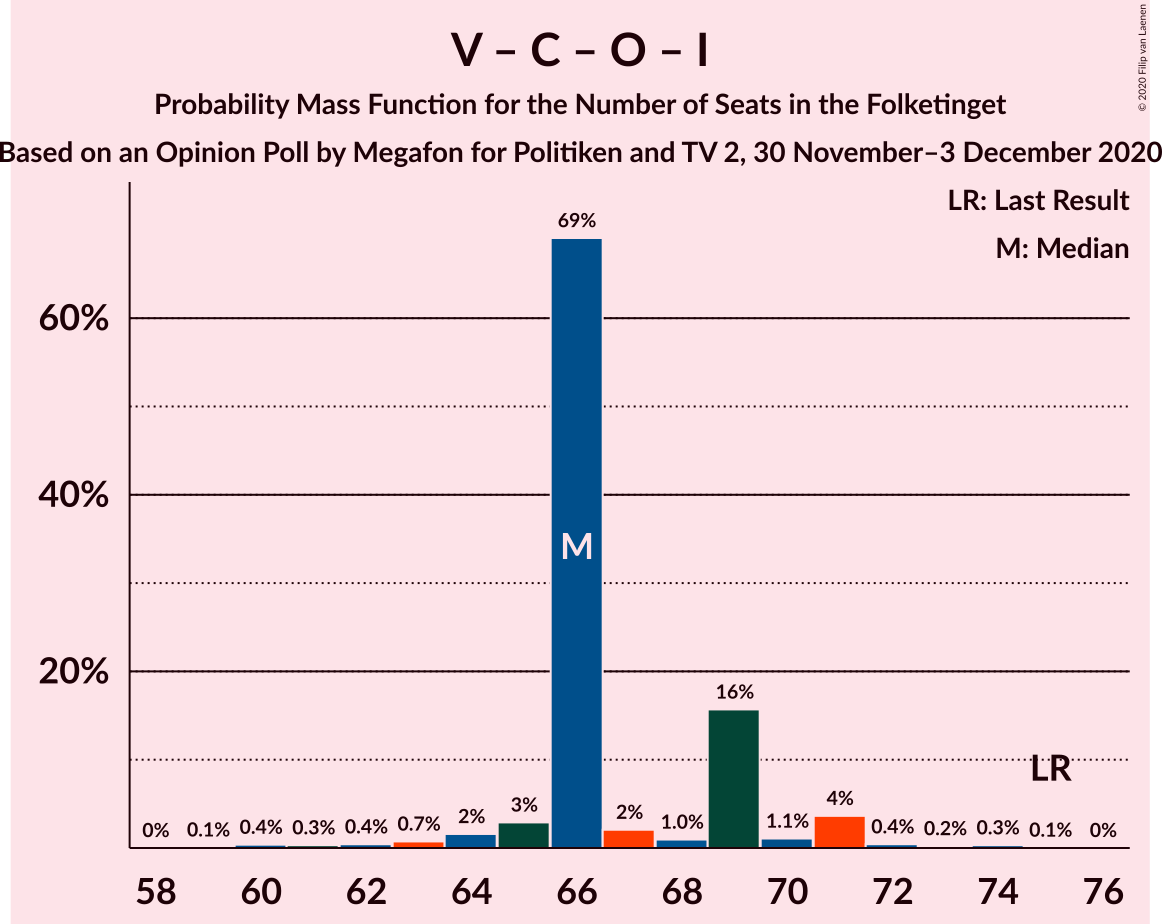 V – C – O – I
Probability Mass Function for the Number of Seats in the Folketinget
Based on an Opinion Poll by Megafon for Politiken and TV 2, 30 November–3 December 2020
© 2020 Filip van Laenen
LR: Last Result
M: Median
69%
60%
M
40%
20%
16%
LR
0% 0.1% 0.4% 0.3% 0.4% 0.7% 2% 3% 2% 1.0% 1.1% 4% 0.4% 0.2% 0.3% 0.1% 0%
58 60 62 64 66 68 70 72 74 76